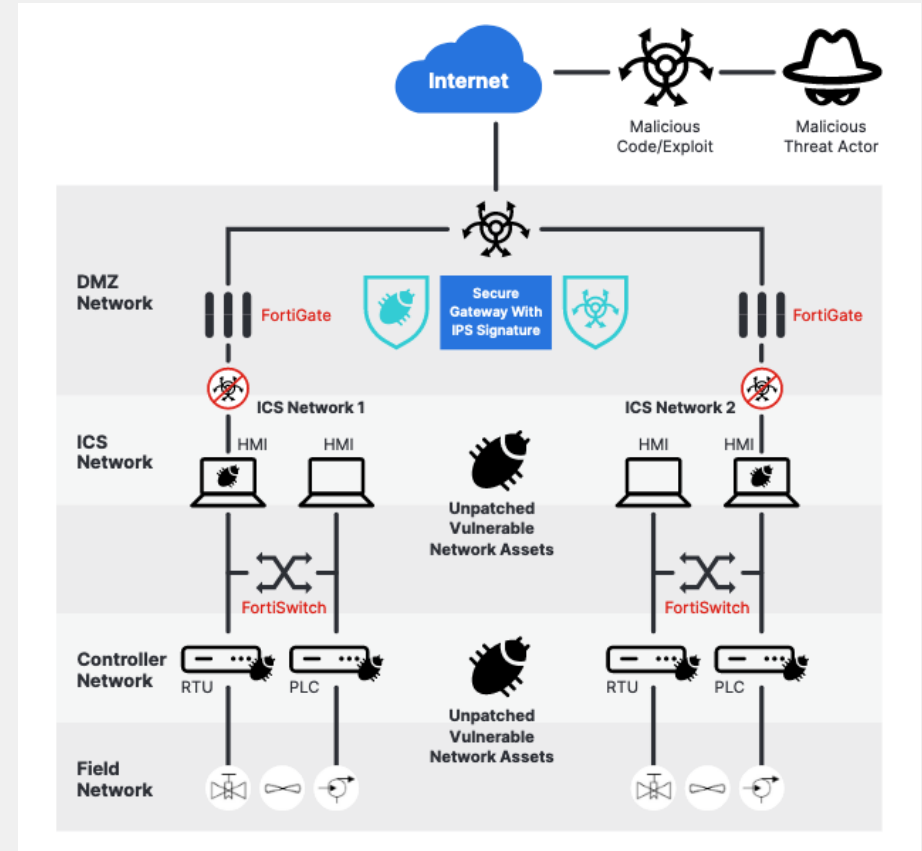 Internet
Malicious
Code/Exploit
Malicious
Threat Actor
DMZ
Network
FortiGate
Secure
Gateway With
IPS Signature
FortiGate
ICS Network 1
ICS Network 2
ICS
Network
HMI
HMI
HMI
HMI
Unpatched
Vulnerable
Network Assets
FortiSwitch
FortiSwitch
Controller
Network
RTU
PLC
RTU
PLC
Unpatched
Vulnerable
Network Assets
Field
Network